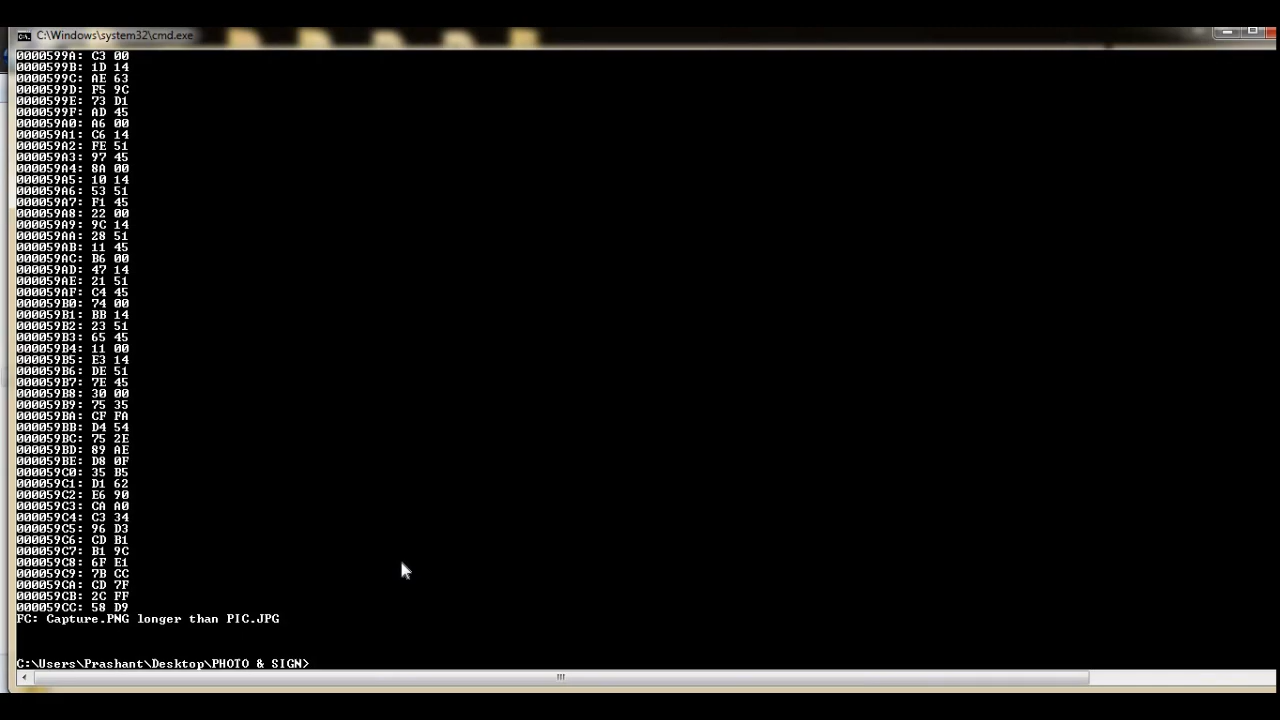 C:\Windows\system32\cmd.exe
0000599A: C3 00
0000599B: 1D 14
0000599C: AE 63
0000599D: F5 9C
0000599E: 73 D1
0000599F: AD 45
000059A0: A6 00
000059A1: C6 14
000059A2: FE 51
000059A3: 97 45
000059A4: 8A 00
000059A5: 10 14
000059A6: 53 51
000059A7: F1 45
000059A8: 22 00
000059A9: 9C 14
000059AA: 28 51
000059AB: 11 45
000059AC: B6 00
000059AD: 47 14
000059AE: 21 51
000059AF: C4 45
000059B0: 74 00
000059B1: BB 14
000059B2: 23 51
000059B3: 65 45
000059B4: 11 00
000059B5: E3 14
000059B6: DE 51
000059B7: 7E 45
000059B8: 30 00
000059B9: 75 35
000059BA: CF FA
000059BB: D4 54
000059BC: 75 2E
000059BD: 89 AE
000059BE: D8 0F
000059C0: 35 B5
000059C1: D1 62
000059C2: E6 90
000059C3: CA A0
000059C4: C3 34
000059C5: 96 D3
000059C6: CD B1
000059C7: B1 9C
000059C8: 6F E1
000059C9: 7B CC
000059CA: CD 7F
000059CB: 2C FF
000059CC: 58 D9
FC: Capture.PNG longer than PIC.JPG
C:\Users\Prashant\Desktop\PHOTO & SIGN>